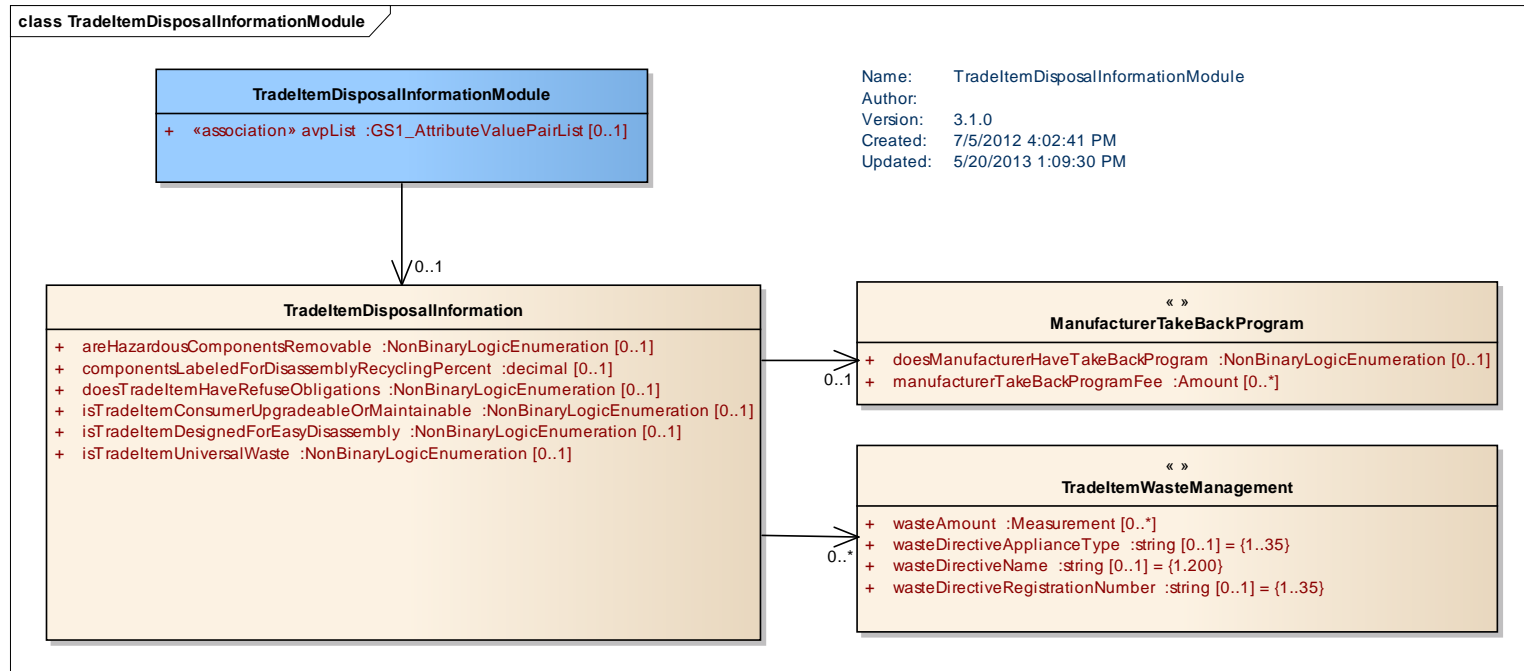 class TradeItemDisposalInformationModule
TradeItemDisposalInformationModule
+ «association» avpList :GS1_AttributeValuePairList [0..1]
Name: TradeItemDisposalInformationModule
Author:
Version: 3.1.0
Created: 7/5/2012 4:02:41 PM
Updated: 5/20/2013 1:09:30 PM
0..1
TradeItemDisposalInformation
+ areHazardousComponentsRemovable :NonBinaryLogicEnumeration [0..1]
+ componentsLabeledForDisassemblyRecyclingPercent :decimal [0..1]
+ doesTradeItemHaveRefuseObligations :NonBinaryLogicEnumeration [0..1]
+ isTradeItemConsumerUpgradeableOrMaintainable :NonBinaryLogicEnumeration [0..1]
+ isTradeItemDesignedForEasyDisassembly :NonBinaryLogicEnumeration [0..1]
+ isTradeItemUniversalWaste :NonBinaryLogicEnumeration [0..1]
0..1
« »
ManufacturerTakeBackProgram
+ doesManufacturerHaveTakeBackProgram :NonBinaryLogicEnumeration [0..1]
+ manufacturerTakeBackProgramFee :Amount [0..*]
0..*
« »
TradeItemWasteManagement
+ wasteAmount :Measurement [0..*]
+ wasteDirectiveApplianceType :string [0..1] = {1..35}
+ wasteDirectiveName :string [0..1] = {1.200}
+ wasteDirectiveRegistrationNumber :string [0..1] = {1..35}